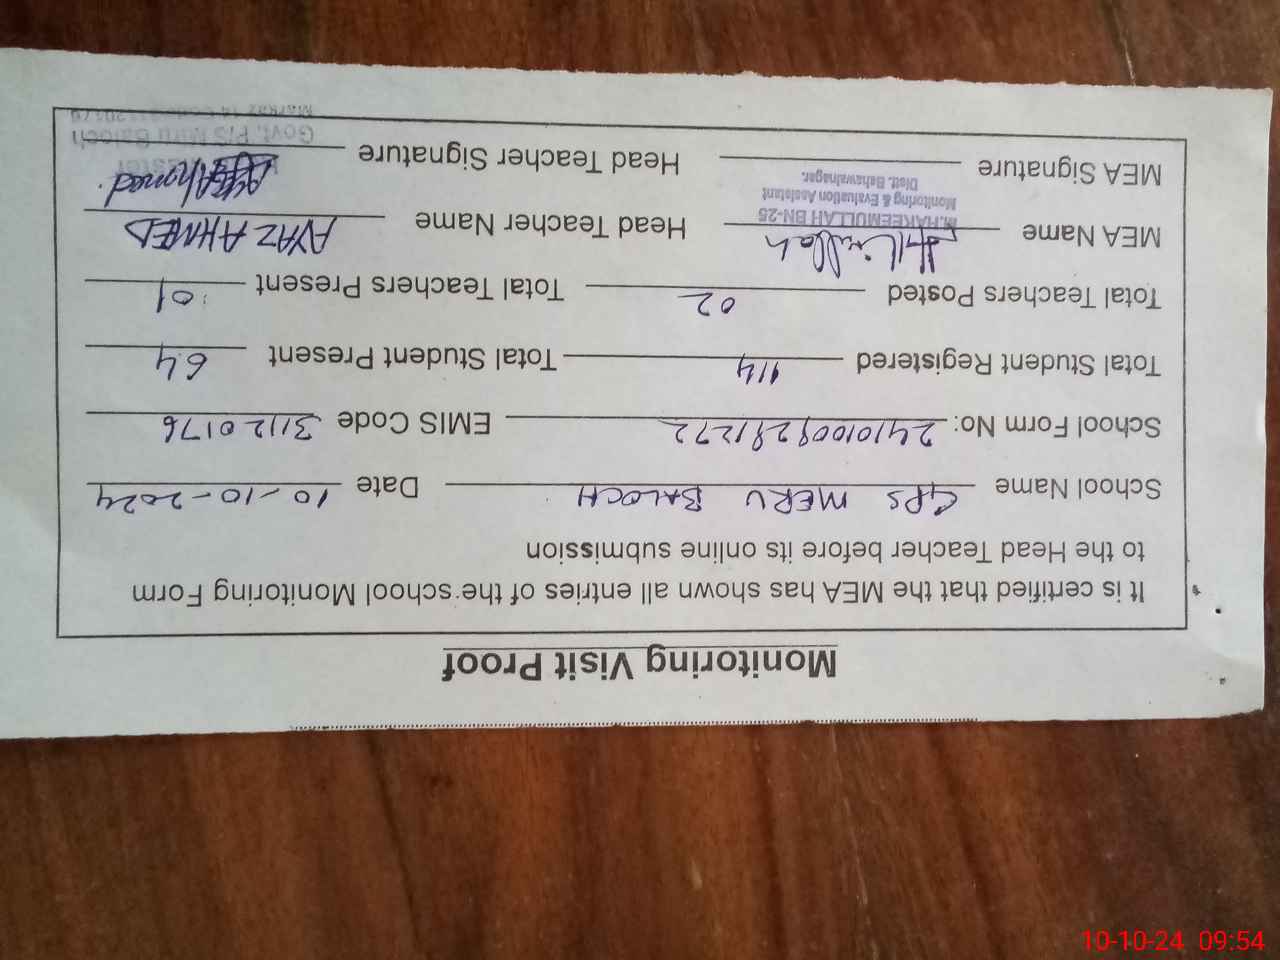 Monitoring Visit Proof
It is certified that the MEA has shown all entries of the school Monitoring Form
to the Head Teacher before its online submission
School Name GPS MERU BALOCH Date 10-10-2024
School Form No: 2410100921272 EMIS Code 31120176
Total Student Registered 114 Total Student Present 64
Total Teachers Posted 02 Total Teachers Present 01
MEA Name Head Teacher Name AYAZ AHMED
M.HAKEEMULLAH BN-25
Monitoring & Evaluation Assistant
Distt. Bahawalnagar.
MEA Signature Head Teacher Signature
Govt. P/S Miru Baloch
10-10-24 09:54